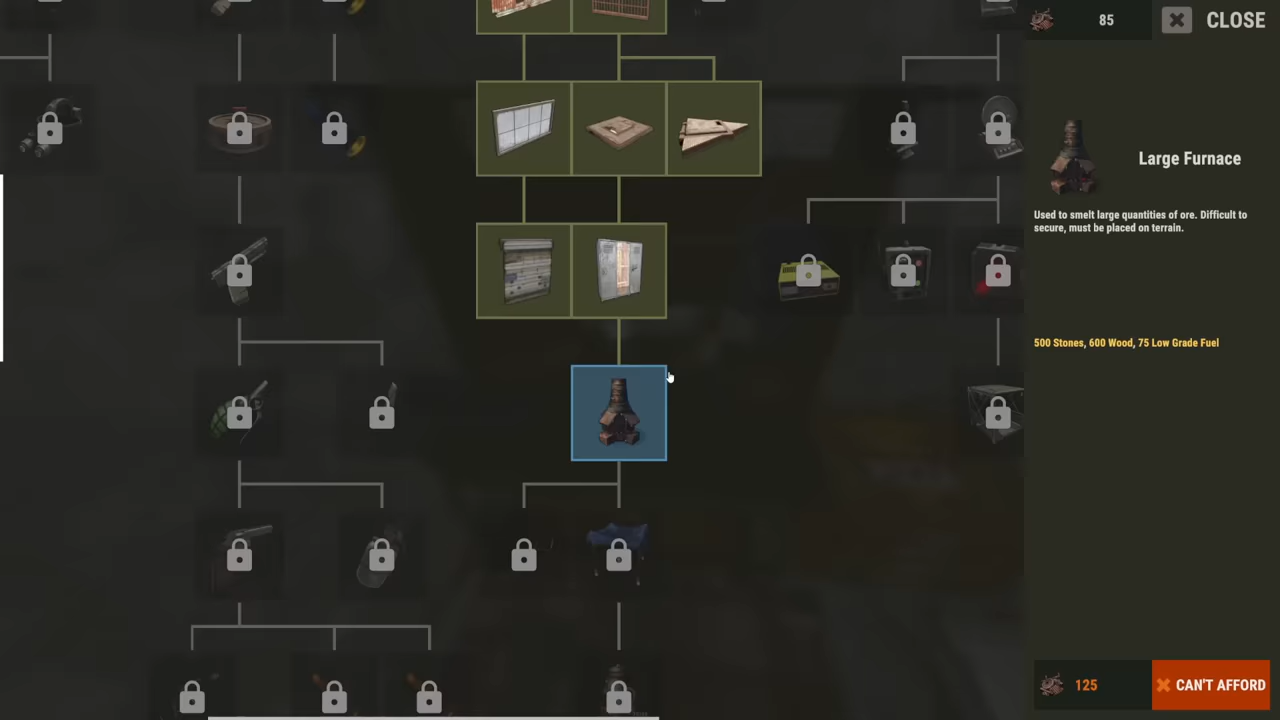 85
CLOSE
Large Furnace
Used to smelt large quantities of ore. Difficult to
secure, must be placed on terrain.
500 Stones, 600 Wood, 75 Low Grade Fuel
125
CAN'T AFFORD